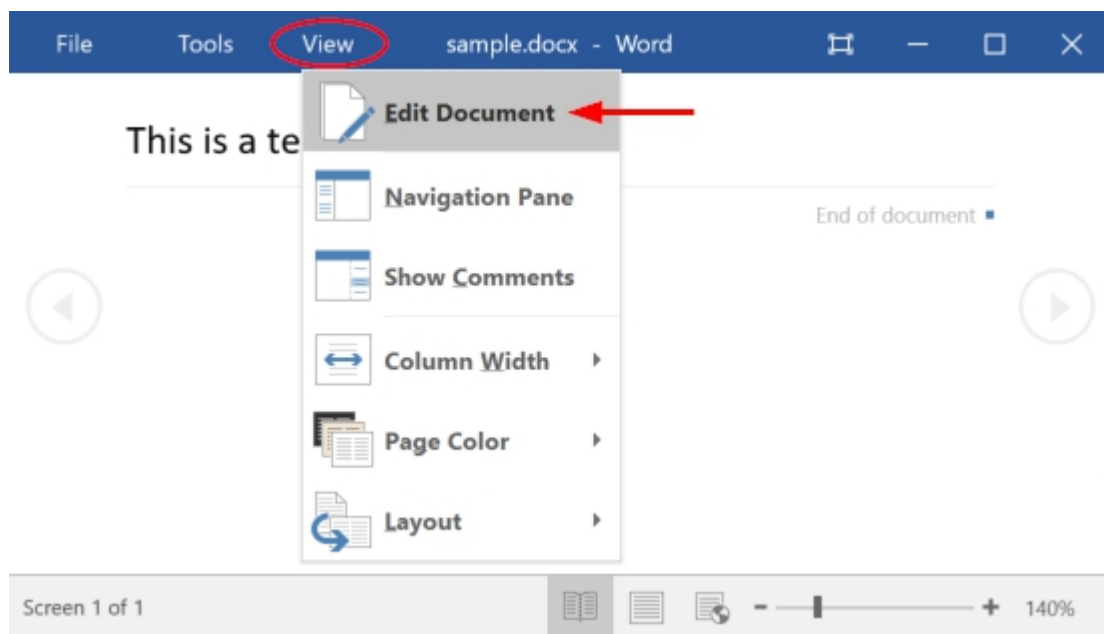 File Tools View sample.docx - Word
Edit Document
This is a te
Navigation Pane
End of document
Show Comments
Column Width
Page Color
Layout
Screen 1 of 1 - + 140%